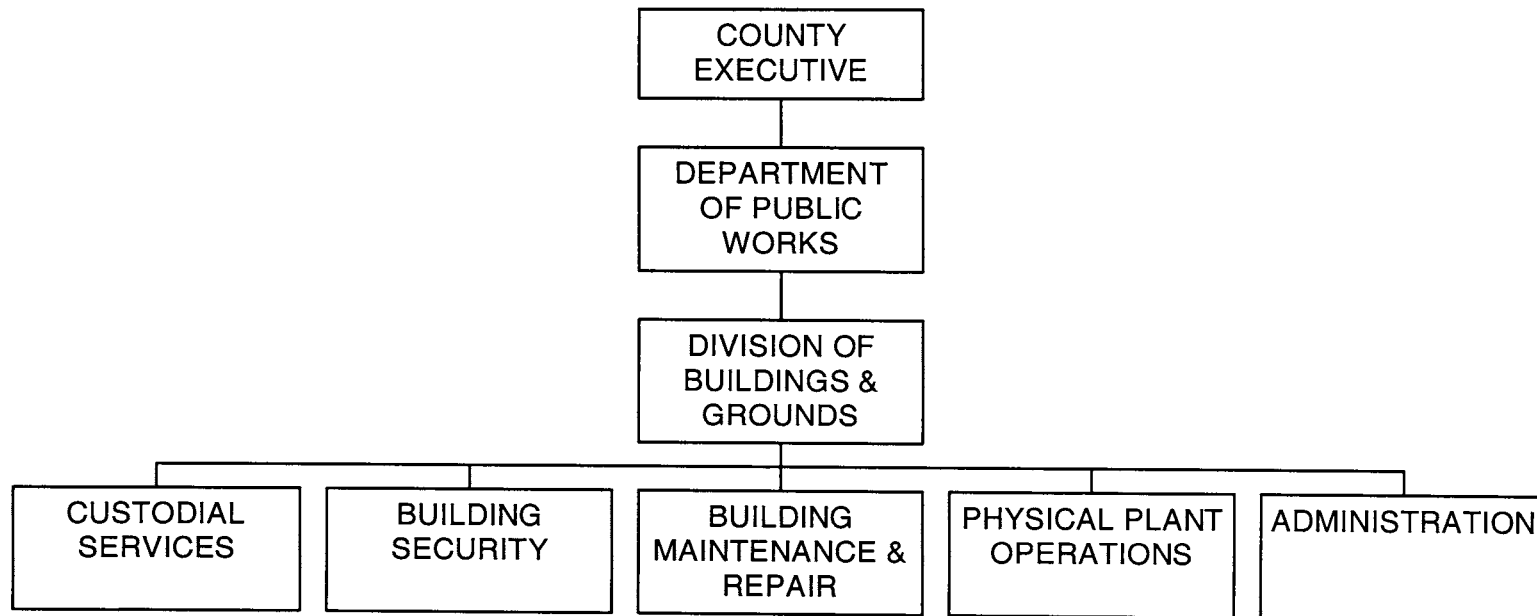 COUNTY
EXECUTIVE
DEPARTMENT
OF PUBLIC
WORKS
DIVISION OF
BUILDINGS &
GROUNDS
CUSTODIAL
SERVICES
BUILDING
SECURITY
BUILDING
MAINTENANCE &
REPAIR
PHYSICAL PLANT
OPERATIONS
ADMINISTRATION